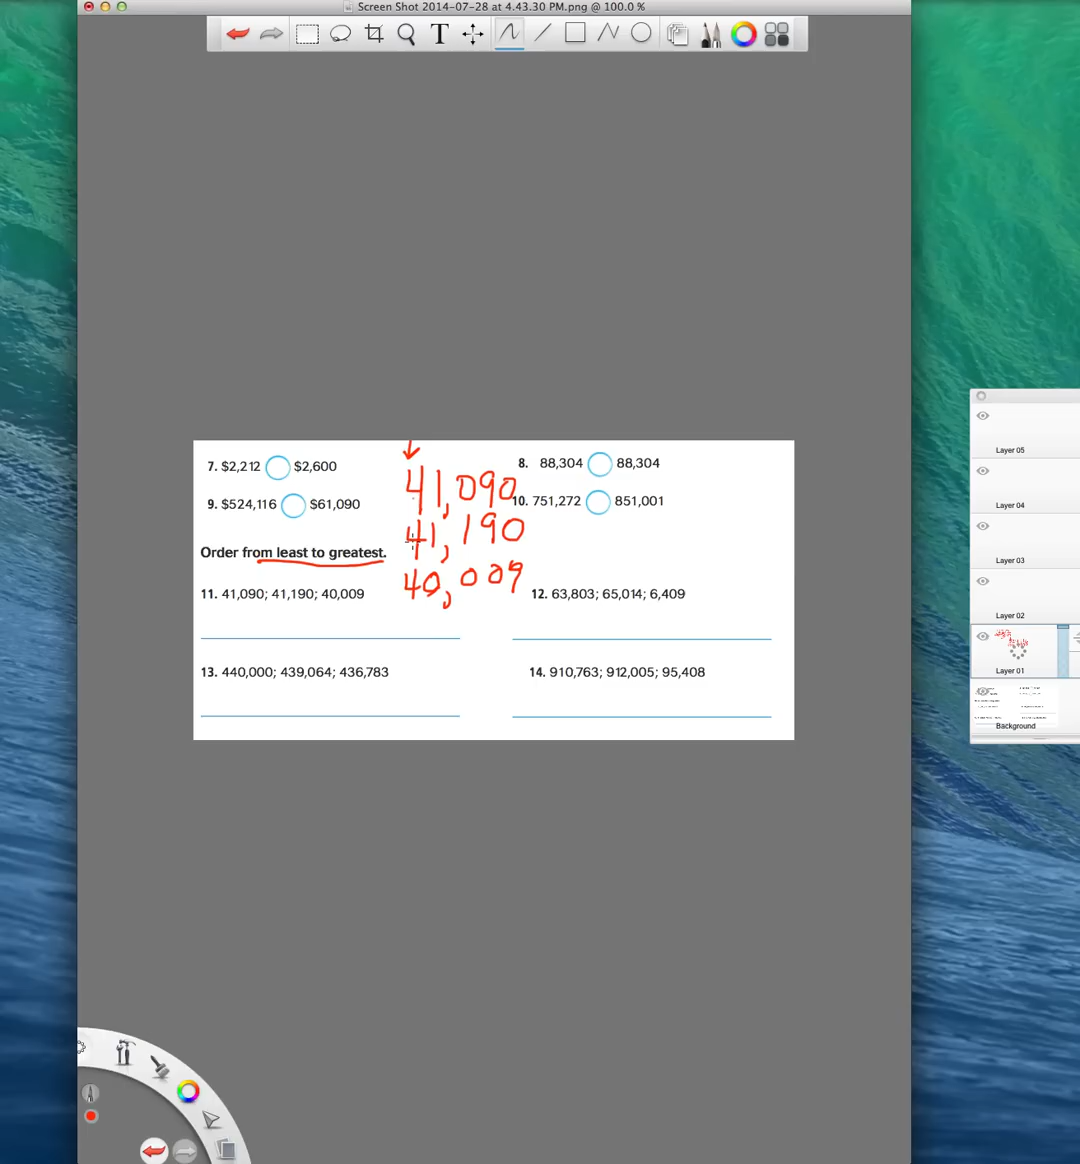 Screen Shot 2014-07-28 at 4.43.30 PM.png @ 100.0 %
T
7. $2,212 $2,600
8. 88,304 88,304
9. $524,116 $61,090
10. 751,272 851,001
41,090
41,190
40,009
Order from least to greatest.
11. 41,090; 41,190; 40,009
12. 63,803; 65,014; 6,409
13. 440,000; 439,064; 436,783
14. 910,763; 912,005; 95,408
Layer 05
Layer 04
Layer 03
Layer 02
Layer 01
Background